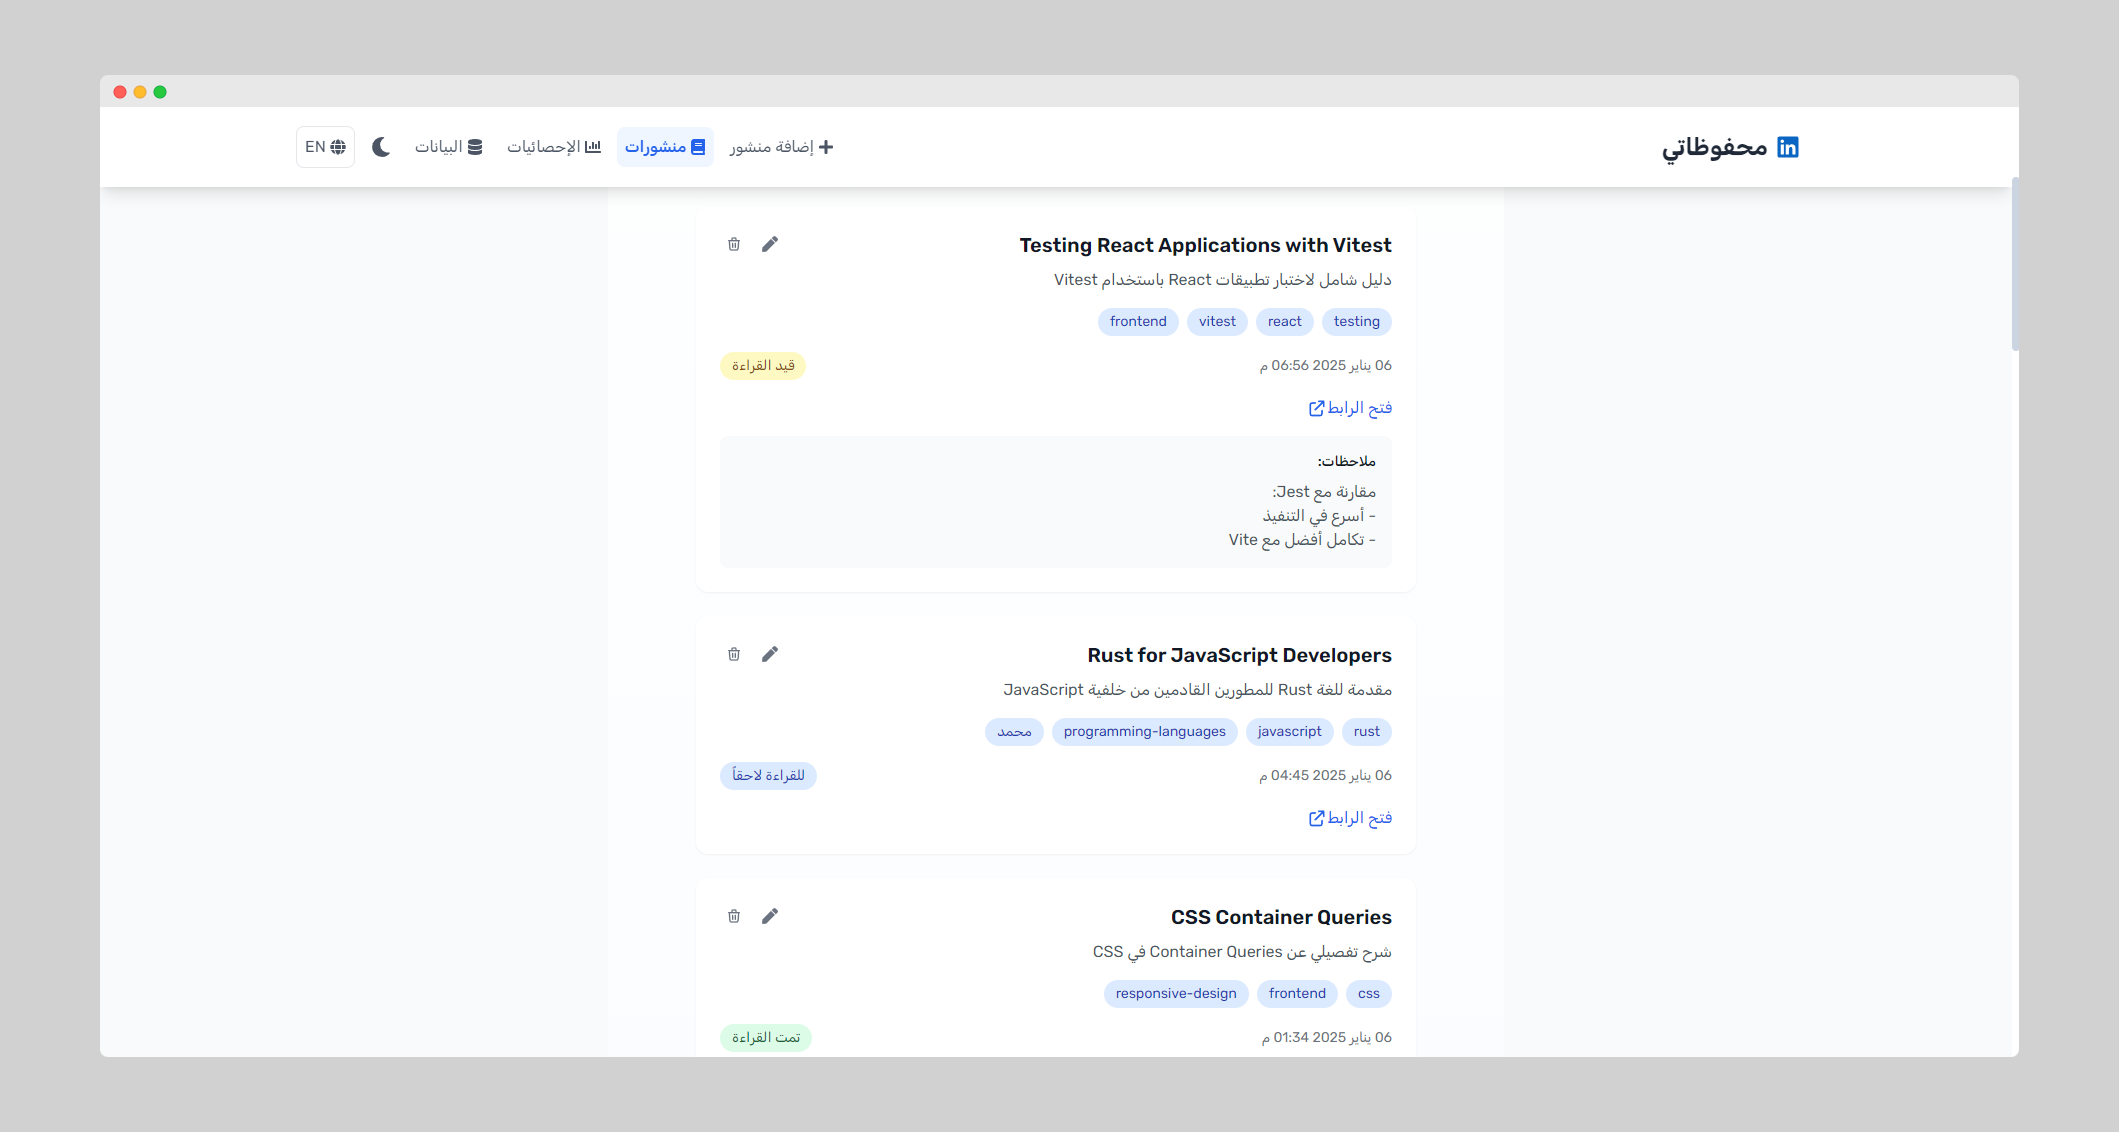 محفوظاتي
إضافة منشور
منشورات
الإحصائيات
البيانات
EN
Testing React Applications with Vitest
دليل شامل لاختبار تطبيقات React باستخدام Vitest
testing react vitest frontend
06 يناير 2025 06:56 م
قيد القراءة
فتح الرابط
ملاحظات:
مقارنة مع Jest:
- أسرع في التنفيذ
- تكامل أفضل مع Vite
Rust for JavaScript Developers
مقدمة للغة Rust للمطورين القادمين من خلفية JavaScript
rust javascript programming-languages محمد
06 يناير 2025 04:45 م
للقراءة لاحقاً
فتح الرابط
CSS Container Queries
شرح تفصيلي عن Container Queries في CSS
css frontend responsive-design
06 يناير 2025 01:34 م
تمت القراءة